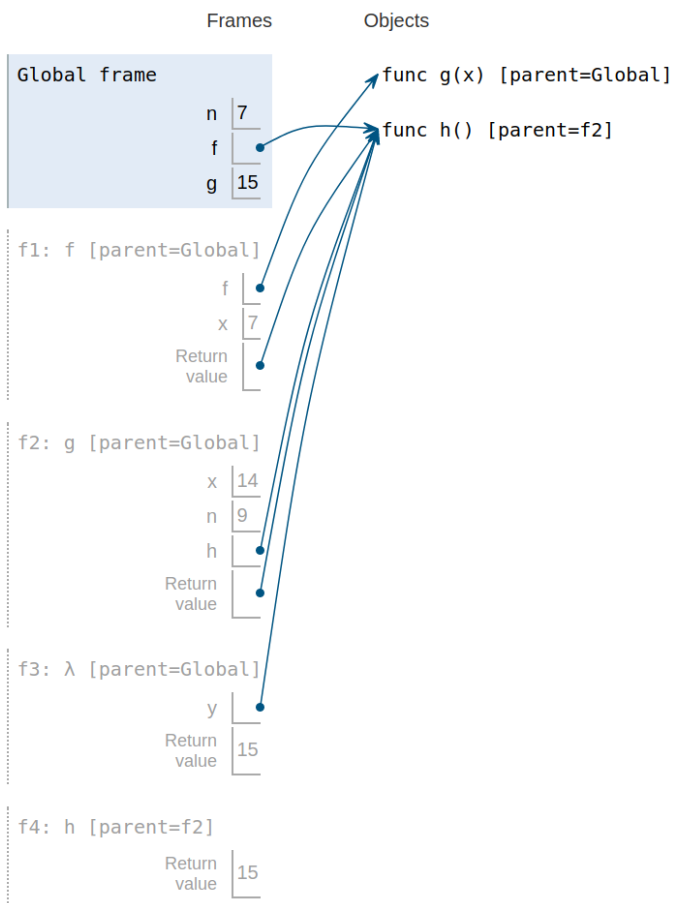 Frames Objects
Global frame
func g(x) [parent=Global]
n 7
func h() [parent=f2]
f
g 15
f1: f [parent=Global]
f
x 7
Return
value
f2: g [parent=Global]
x 14
n 9
h
Return
value
f3: λ [parent=Global]
y
Return
value 15
f4: h [parent=f2]
Return
value 15